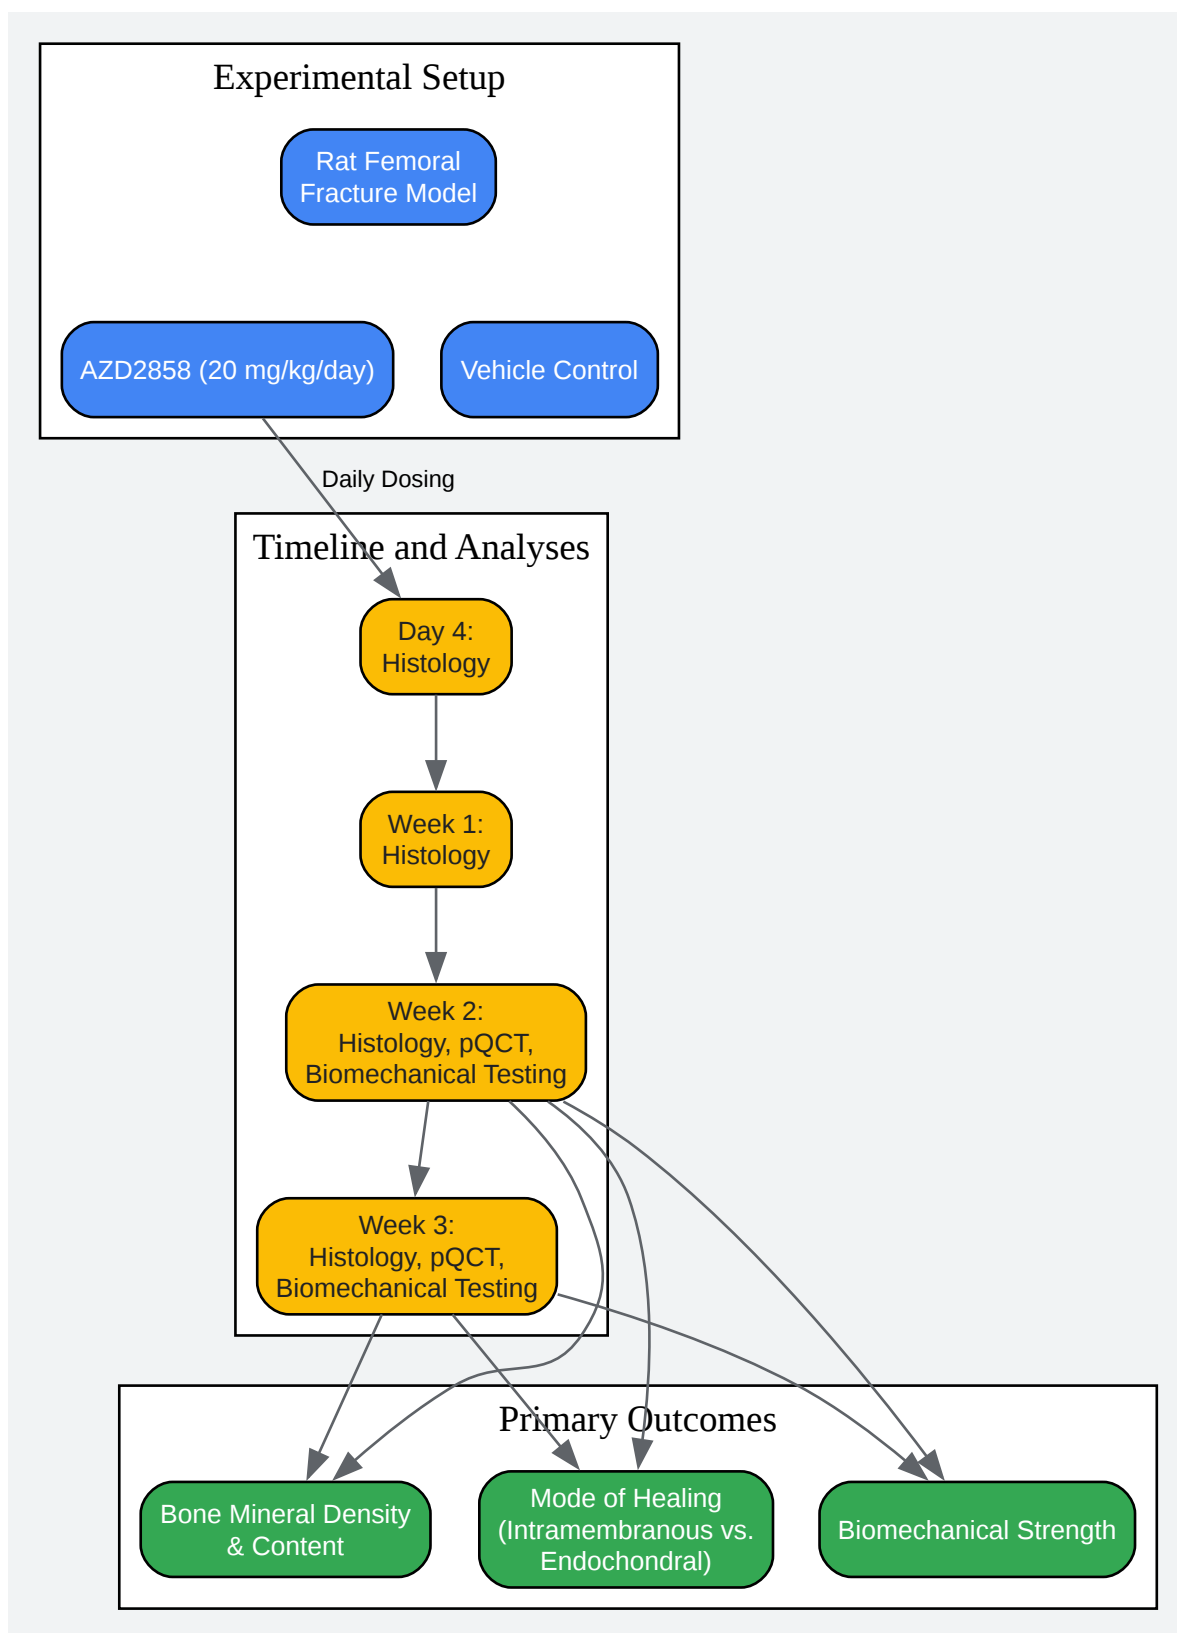 Experimental Setup
Rat Femoral
Fracture Model
AZD2858 (20 mg/kg/day)
Vehicle Control
Daily Dosing
Timeline and Analyses
Day 4:
Histology
Week 1:
Histology
Week 2:
Histology, pQCT,
Biomechanical Testing
Week 3:
Histology, pQCT,
Biomechanical Testing
Primary Outcomes
Bone Mineral Density
& Content
Mode of Healing
(Intramembranous vs.
Endochondral)
Biomechanical Strength